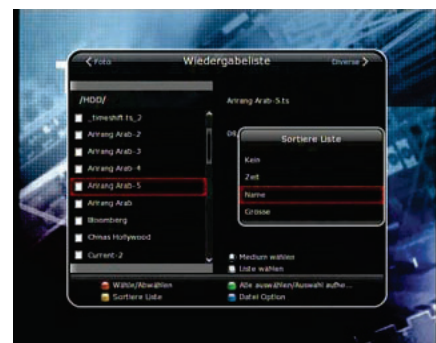 Foto
Wiedergabeliste
Diverse
/HDD/
_timeshift.ts_2
Arirang Arab-2
Arirang Arab-3
Arirang Arab-4
Arirang Arab-5
Arirang Arab
Bloomberg
Chinas Hollywood
Current-2
Arirang Arab-5.ts
Sortiere Liste
Kein
Zeit
Name
Grosse
Medium wählen
Liste wählen
Wähle/Abwählen
Alle auswählen/Auswahl aufhe...
Sortiere Liste
Datei Option